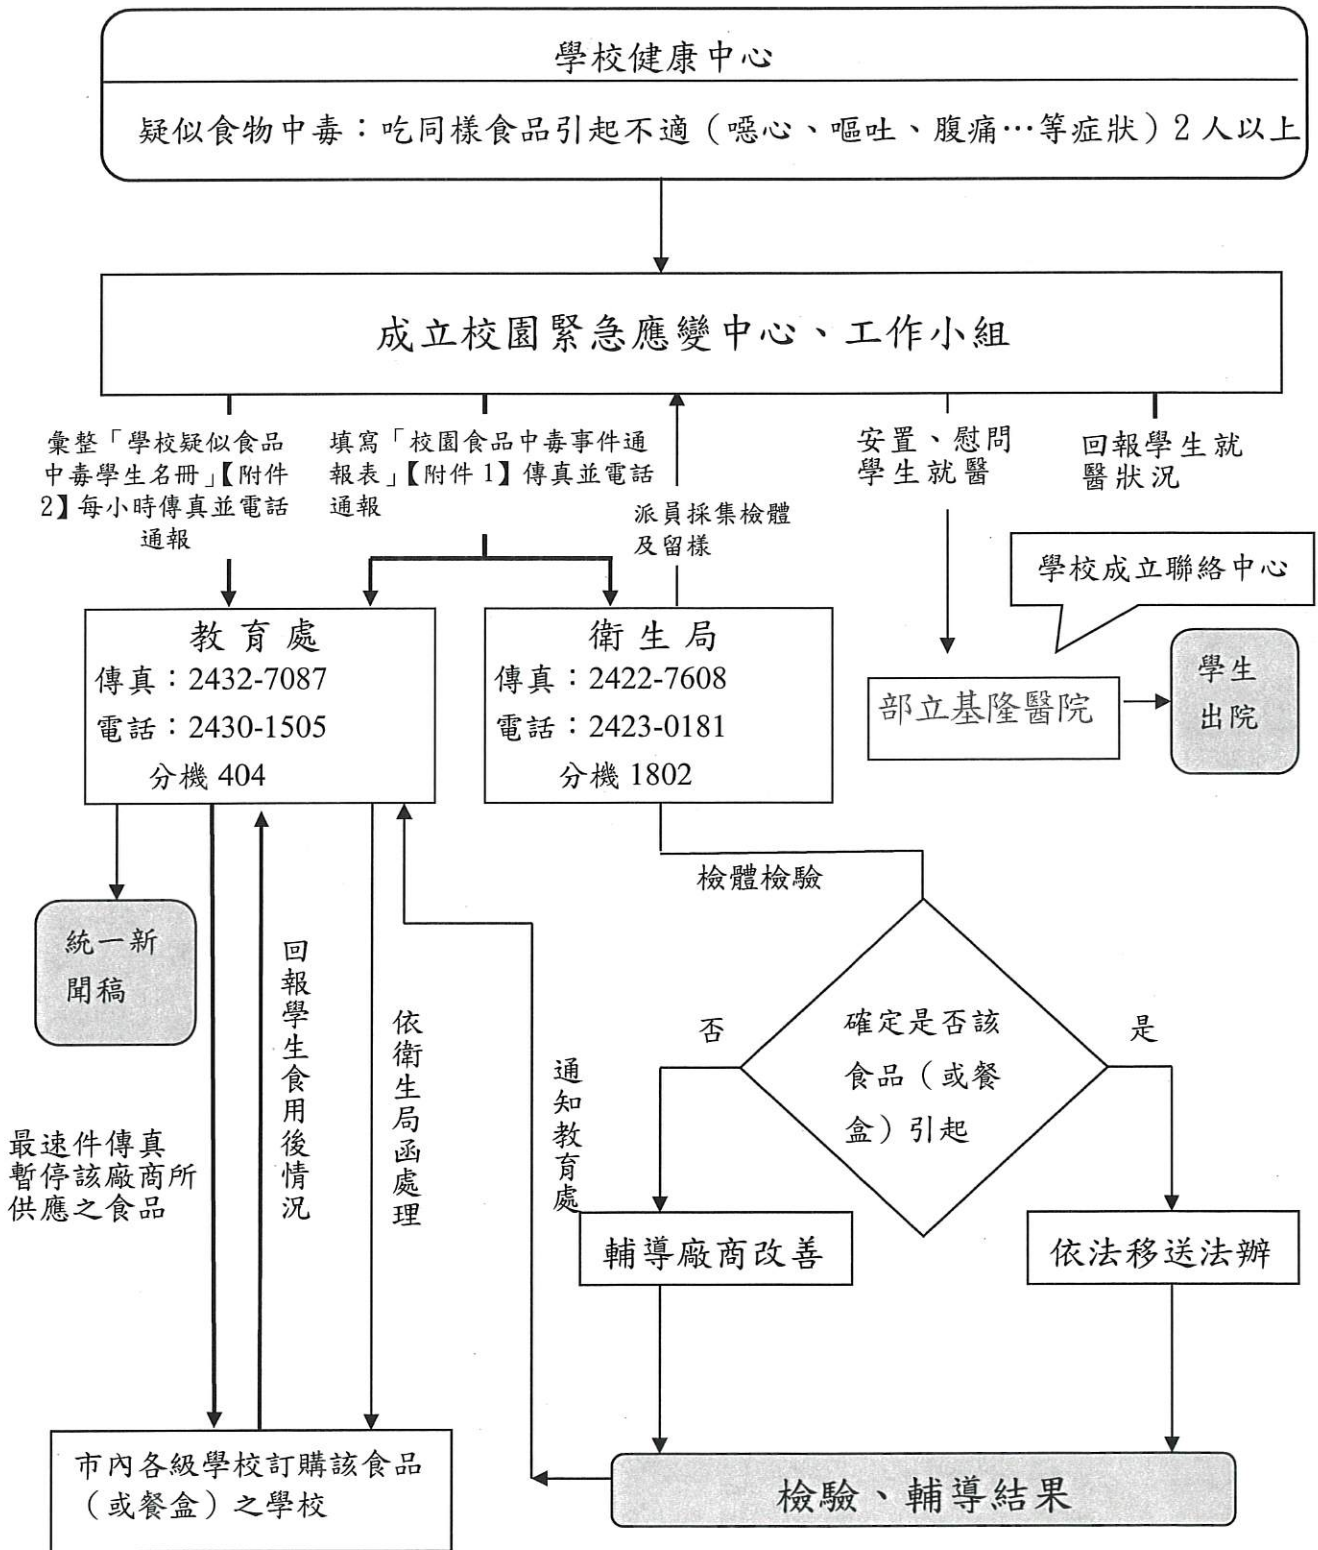 學校健康中心
疑似食物中毒：吃同樣食品引起不適（噁心、嘔吐、腹痛…等症狀）2人以上
成立校園緊急應變中心、工作小組
彙整「學校疑似食品
中毒學生名冊」【附件
2】每小時傳真並電話
通報
填寫「校園食品中毒事件通
報表」【附件 1】傳真並電話
通報
派員採集檢體
及留樣
安置、慰問
學生就醫
回報學生就
醫狀況
學校成立聯絡中心
教育處
傳真：2432-7087
電話：2430-1505
分機 404
衛生局
傳真：2422-7608
電話：2423-0181
分機 1802
部立基隆醫院
學生
出院
檢體檢驗
統一新
聞稿
回報學生食用後情況
依衛生局函處理
通知教育處
否
確定是否該
食品（或餐
盒）引起
是
最速件傳真
暫停該廠商所
供應之食品
輔導廠商改善
依法移送法辦
市內各級學校訂購該食品
（或餐盒）之學校
檢驗、輔導結果